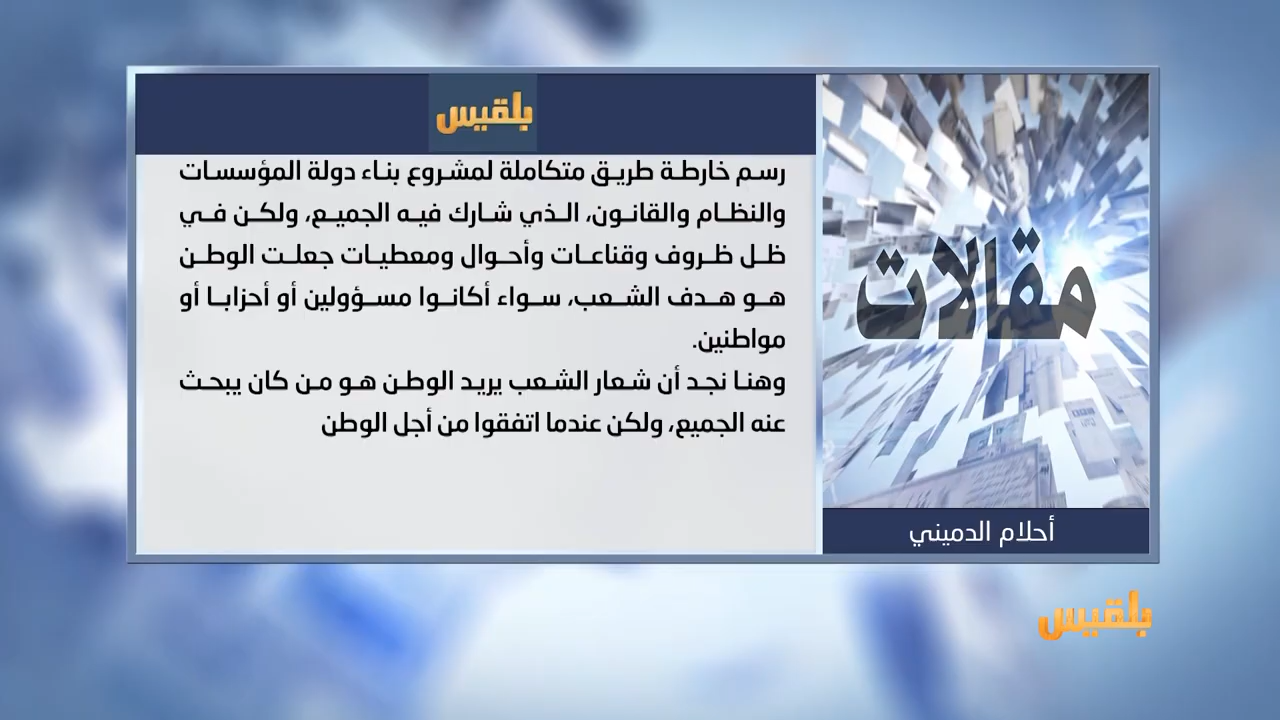 بلقيس
رسم خارطة طريق متكاملة لمشروع بناء دولة المؤسسات
والنظام والقانون، الذي شارك فيه الجميع، ولكن في
ظل ظروف وقناعات وأحوال ومعطيات جعلت الوطن
هو هدف الشعب، سواء أكانوا مسؤولين أو أحزابا أو
مواطنين.
وهنا نجد أن شعار الشعب يريد الوطن هو من كان يبحث
عنه الجميع، ولكن عندما اتفقوا من أجل الوطن
مقالات
أحلام الدميني
بلقيس